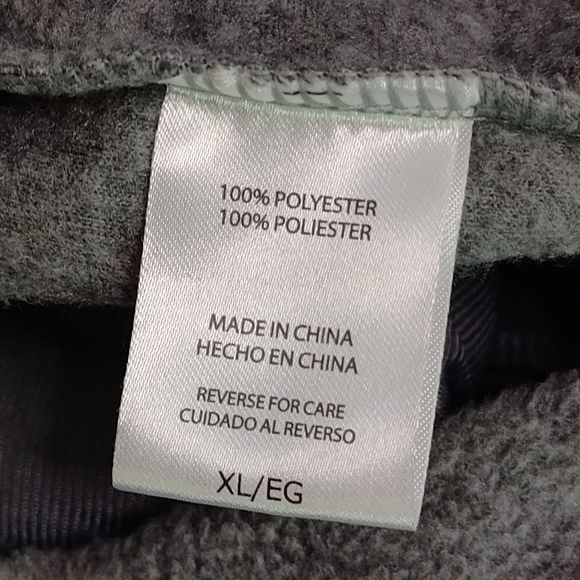 100% POLYESTER
100% POLIESTER
MADE IN CHINA
HECHO EN CHINA
REVERSE FOR CARE
CUIDADO AL REVERSO
XL/EG